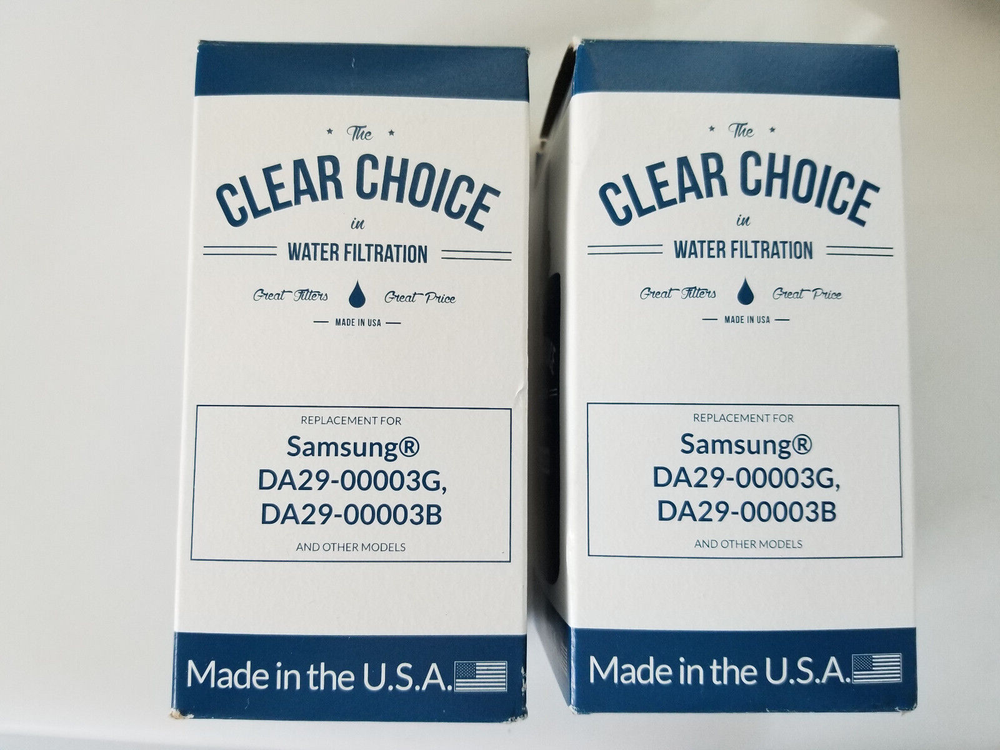 The
CLEAR CHOICE
in
WATER FILTRATION
Great Filters Great Price
MADE IN USA
REPLACEMENT FOR
Samsung®
DA29-00003G,
DA29-00003B
AND OTHER MODELS
Made in the U.S.A.
The
CLEAR CHOICE
in
WATER FILTRATION
Great Filters Great Price
MADE IN USA
REPLACEMENT FOR
Samsung®
DA29-00003G,
DA29-00003B
AND OTHER MODELS
Made in the U.S.A.